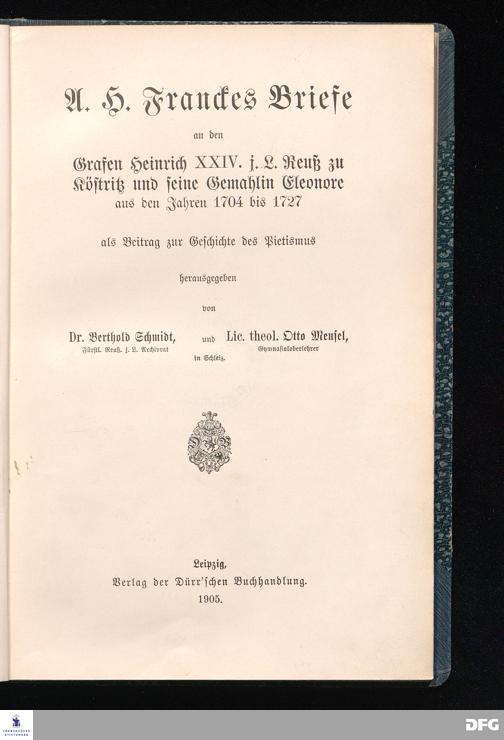 A. H. Franckes Briefe
an den
Grafen Heinrich XXIV. j. L. Reuß zu
Köstritz und seine Gemahlin Eleonore
aus den Jahren 1704 bis 1727
als Beitrag zur Geschichte des Pietismus
herausgegeben
von
Dr. Berthold Schmidt, und Lic. theol. Otto Meusel,
Fürstl. Reuß. j. L. Archivrat Gymnasialoberlehrer
in Schleiz.
Leipzig,
Verlag der Dürr'schen Buchhandlung.
1905.
FRANCKESCHE
STIFTUNGEN
DFG